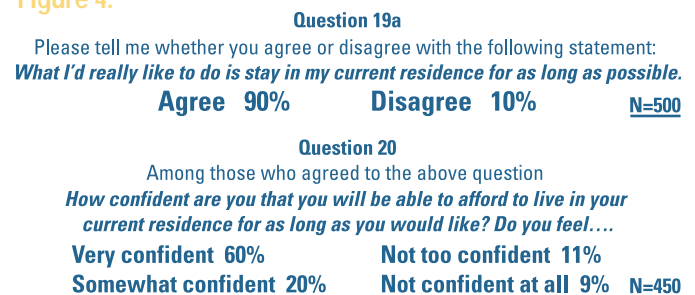 Figure 4.
Question 19a
Please tell me whether you agree or disagree with the following statement:
What I'd really like to do is stay in my current residence for as long as possible.
Agree 90% Disagree 10% N=500
Question 20
Among those who agreed to the above question
How confident are you that you will be able to afford to live in your
current residence for as long as you would like? Do you feel….
Very confident 60% Not too confident 11%
Somewhat confident 20% Not confident at all 9% N=450